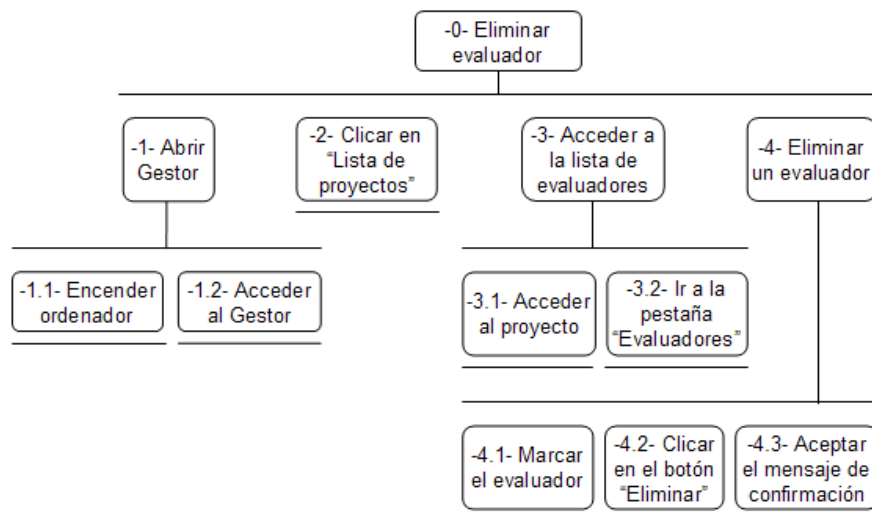 -0- Eliminar
evaluador
-1- Abrir
Gestor
-2- Clicar en
“Lista de
proyectos”
-3- Acceder a
la lista de
evaluadores
-4- Eliminar
un evaluador
-1.1- Encender
ordenador
-1.2- Acceder
al Gestor
-3.1- Acceder
al proyecto
-3.2- Ir a la
pestaña
“Evaluadores”
-4.1- Marcar
el evaluador
-4.2- Clicar
en el botón
“Eliminar”
-4.3- Aceptar
el mensaje de
confirmación